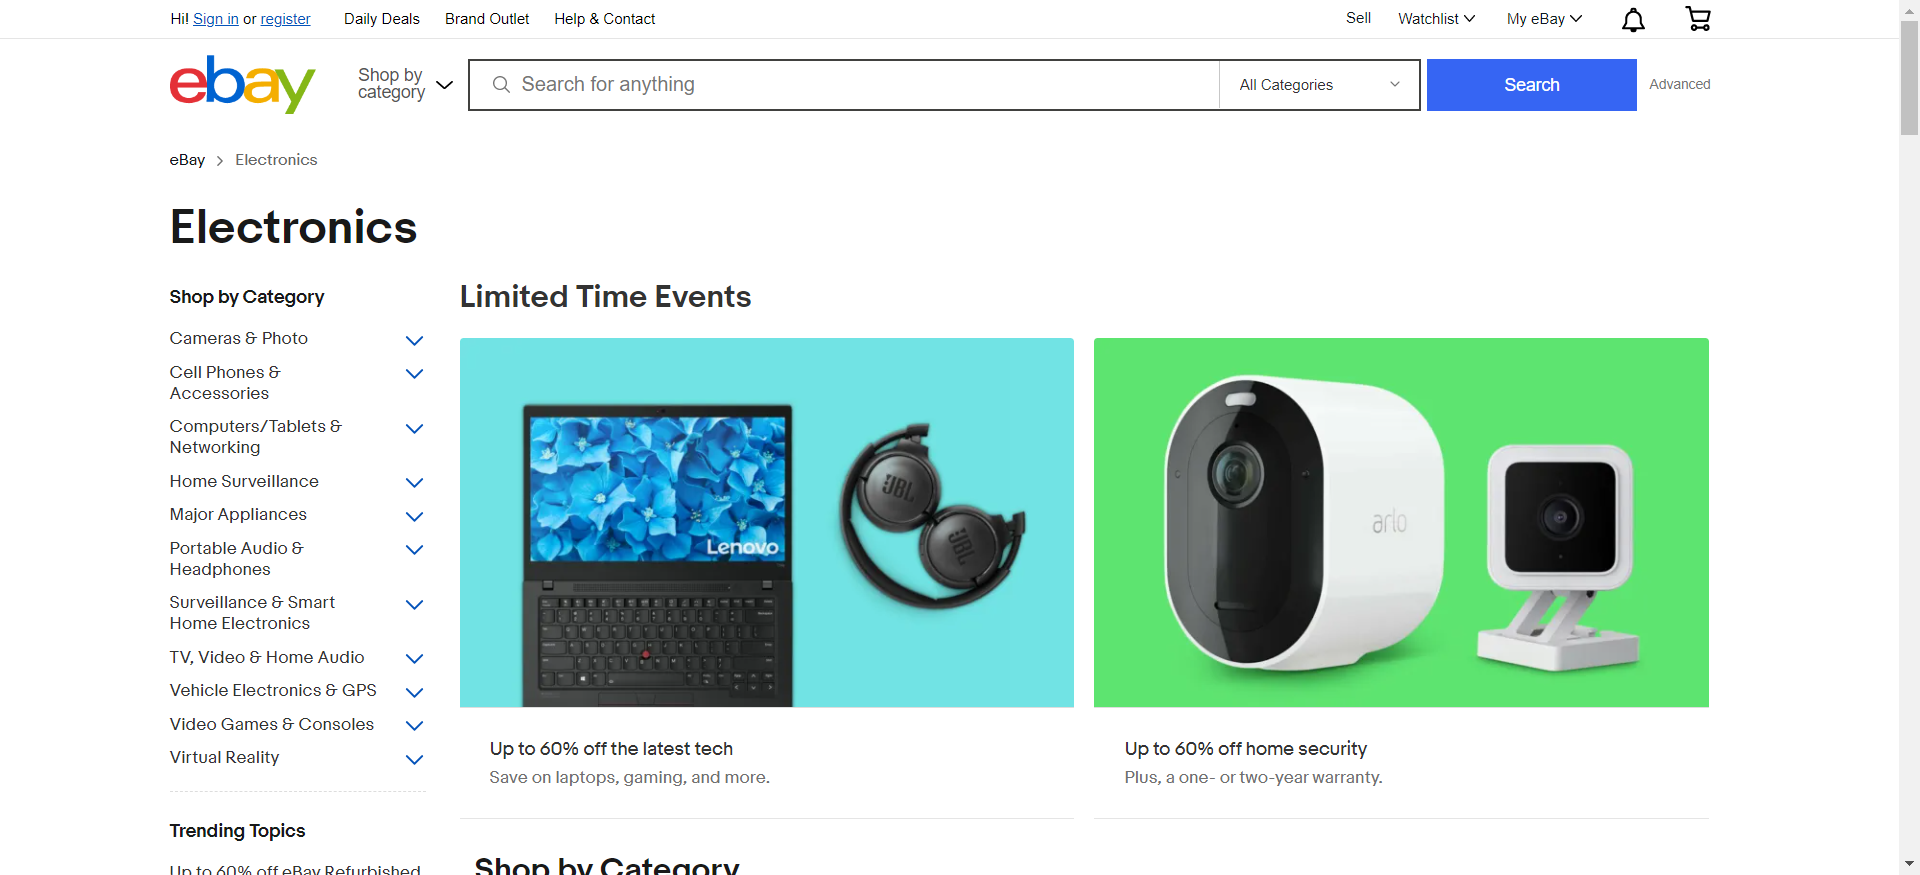 Hi! Sign in or register
Daily Deals
Brand Outlet
Help & Contact
Sell
Watchlist
My eBay
ebay
Shop by
category
Search for anything
All Categories
Search
Advanced
eBay
Electronics
Electronics
Shop by Category
Cameras & Photo
Cell Phones &
Accessories
Computers/Tablets &
Networking
Home Surveillance
Major Appliances
Portable Audio &
Headphones
Surveillance & Smart
Home Electronics
TV, Video & Home Audio
Vehicle Electronics & GPS
Video Games & Consoles
Virtual Reality
Trending Topics
Up to 60% off eBay Refurbished
Limited Time Events
Lenovo
JBL
JBL
Up to 60% off the latest tech
Save on laptops, gaming, and more.
arlo
Up to 60% off home security
Plus, a one- or two-year warranty.
Shop by Category